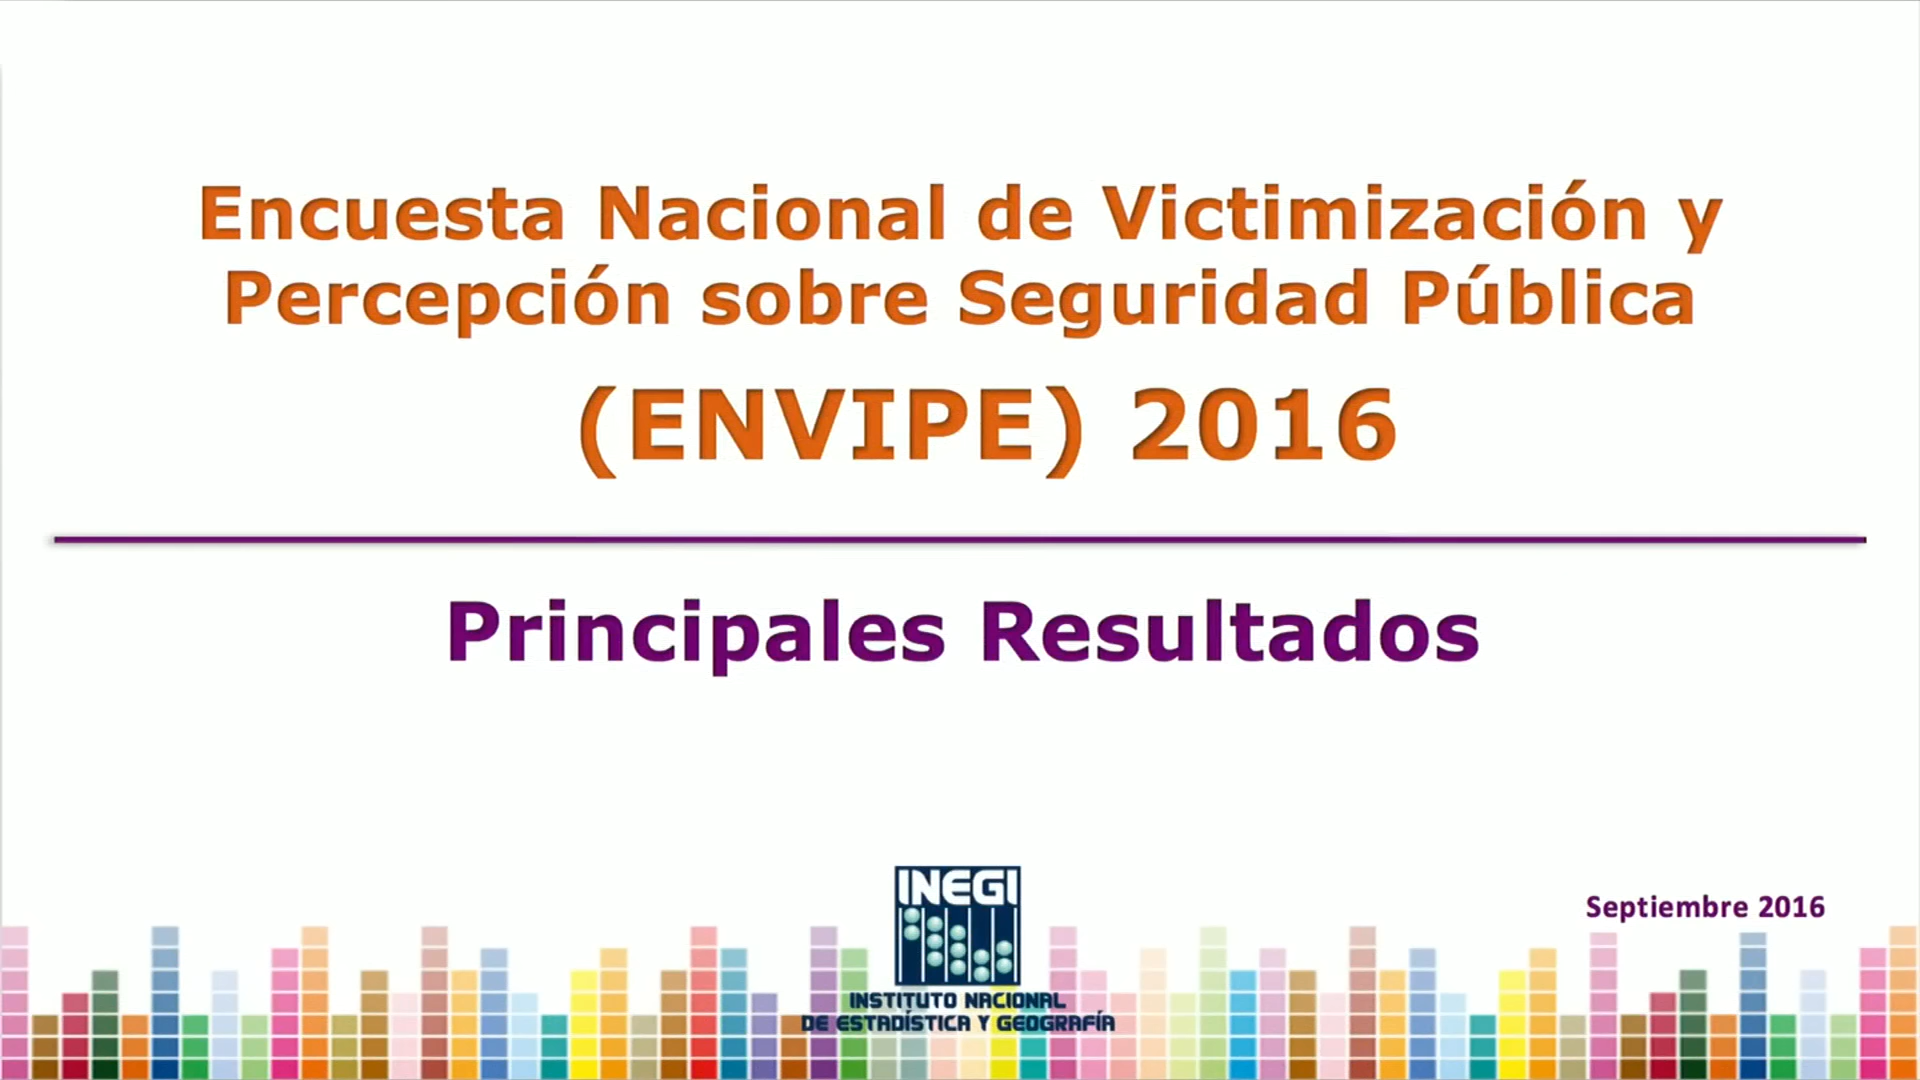 Encuesta Nacional de Victimización y
Percepción sobre Seguridad Pública
(ENVIPE) 2016
Principales Resultados
INEGI
INSTITUTO NACIONAL
DE ESTADÍSTICA Y GEOGRAFÍA
Septiembre 2016